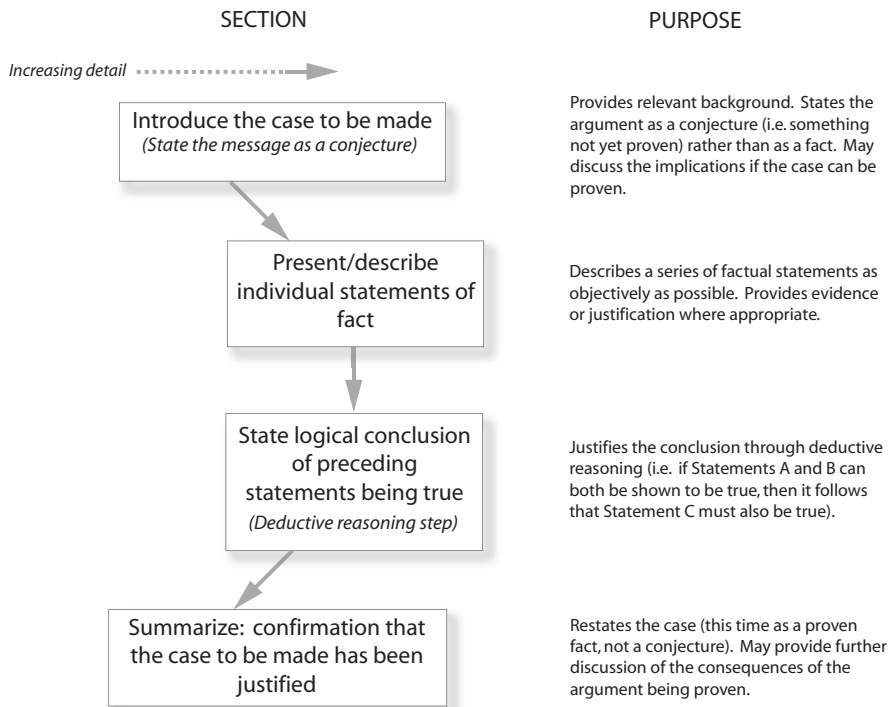 SECTION
PURPOSE
Increasing detail
Introduce the case to be made
(State the message as a conjecture)
Provides relevant background. States the
argument as a conjecture (i.e. something
not yet proven) rather than as a fact. May
discuss the implications if the case can be
proven.
Present/describe
individual statements of
fact
Describes a series of factual statements as
objectively as possible. Provides evidence
or justification where appropriate.
State logical conclusion
of preceding
statements being true
(Deductive reasoning step)
Justifies the conclusion through deductive
reasoning (i.e. if Statements A and B can
both be shown to be true, then it follows
that Statement C must also be true).
Summarize: confirmation that
the case to be made has been
justified
Restates the case (this time as a proven
fact, not a conjecture). May provide further
discussion of the consequences of the
argument being proven.